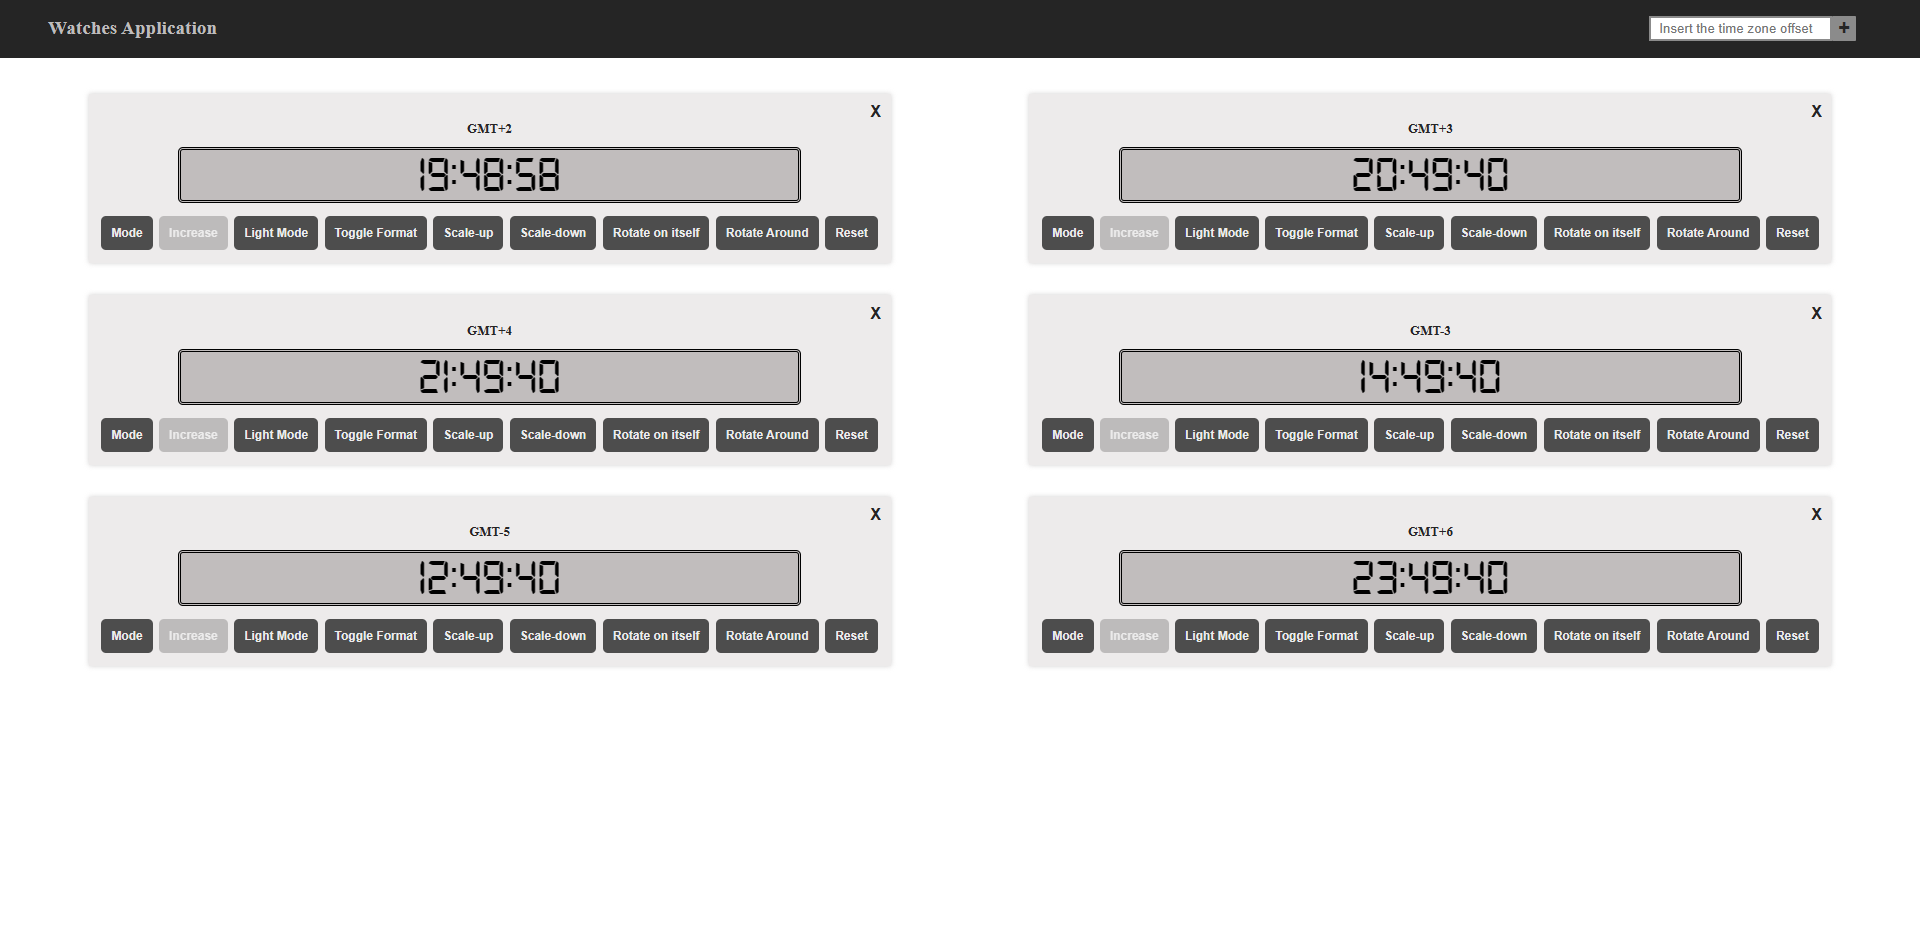 Watches Application
Insert the time zone offset +
X
GMT+2
19:48:58
Mode Increase Light Mode Toggle Format Scale-up Scale-down Rotate on itself Rotate Around Reset
X
GMT+3
20:49:40
Mode Increase Light Mode Toggle Format Scale-up Scale-down Rotate on itself Rotate Around Reset
X
GMT+4
21:49:40
Mode Increase Light Mode Toggle Format Scale-up Scale-down Rotate on itself Rotate Around Reset
X
GMT-3
14:49:40
Mode Increase Light Mode Toggle Format Scale-up Scale-down Rotate on itself Rotate Around Reset
X
GMT-5
12:49:40
Mode Increase Light Mode Toggle Format Scale-up Scale-down Rotate on itself Rotate Around Reset
X
GMT+6
23:49:40
Mode Increase Light Mode Toggle Format Scale-up Scale-down Rotate on itself Rotate Around Reset